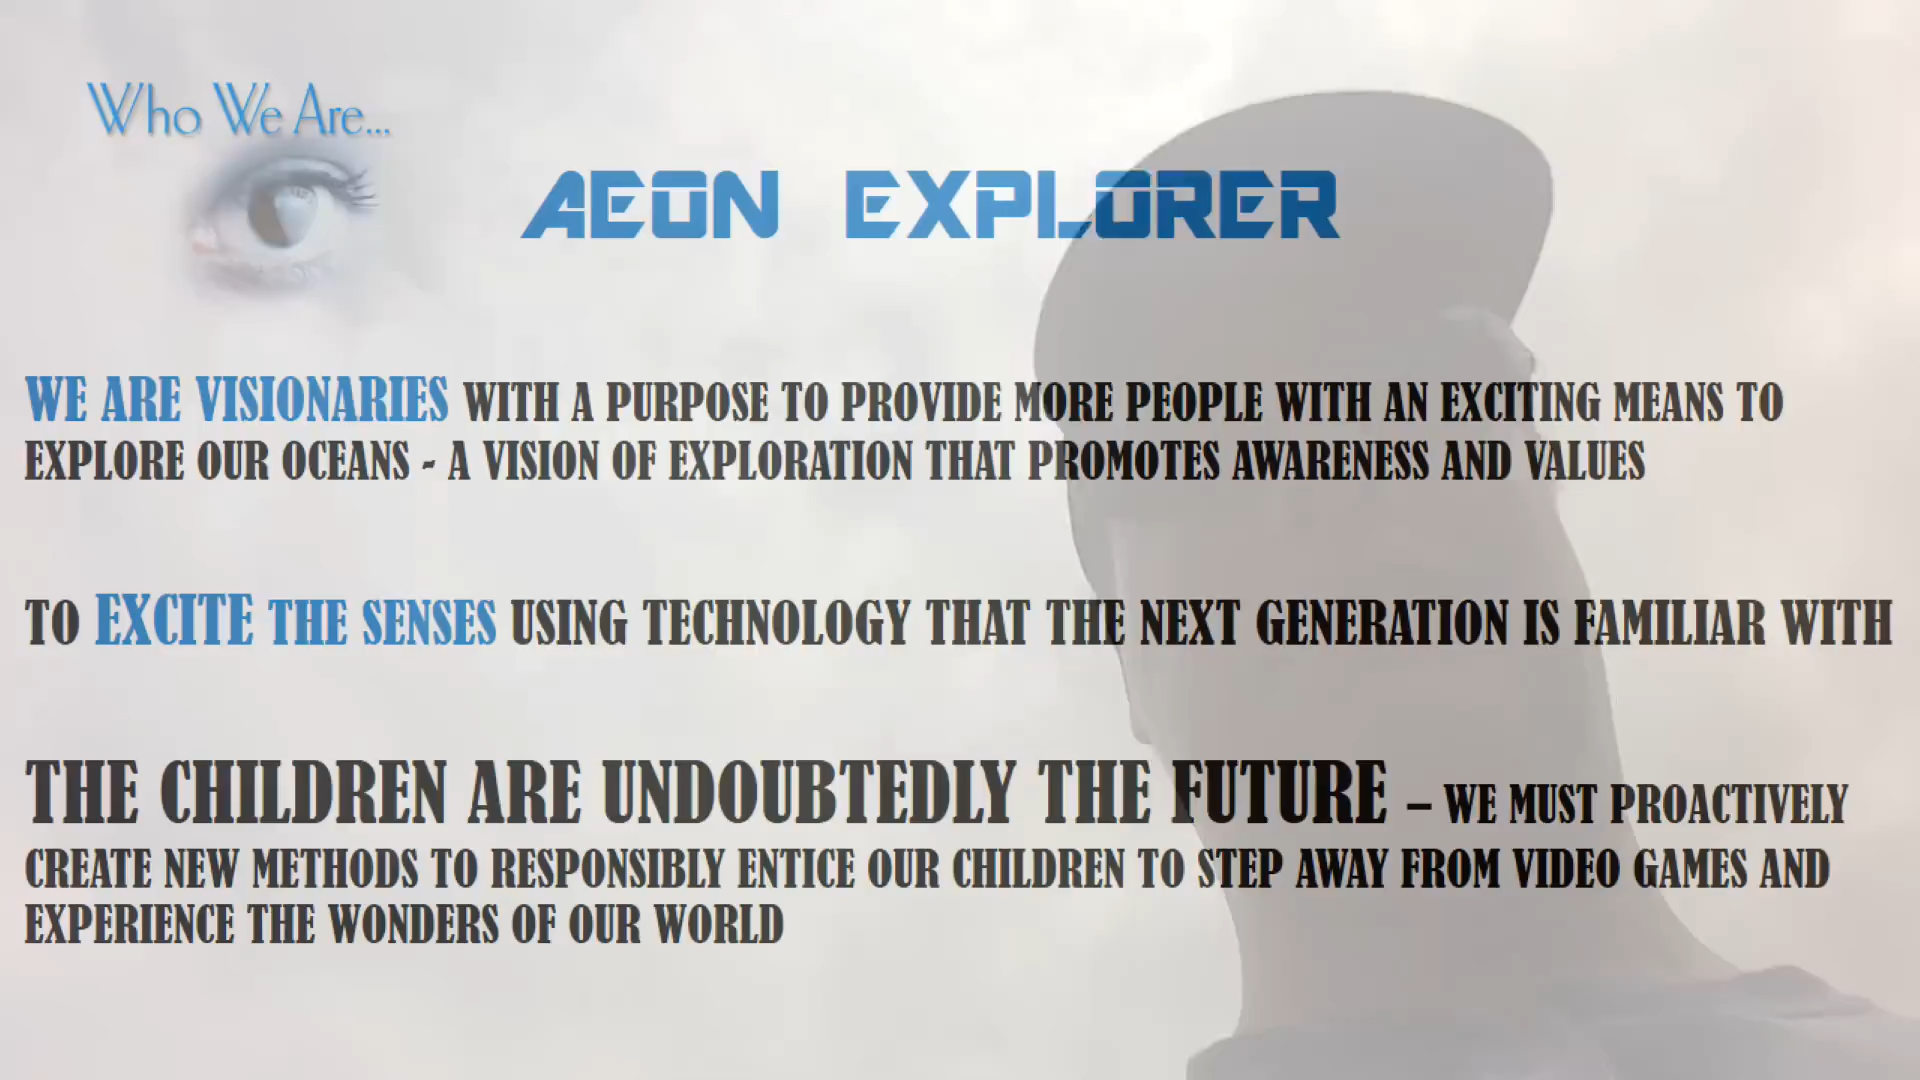 Who We Are...
AEON EXPLORER
WE ARE VISIONARIES WITH A PURPOSE TO PROVIDE MORE PEOPLE WITH AN EXCITING MEANS TO
EXPLORE OUR OCEANS - A VISION OF EXPLORATION THAT PROMOTES AWARENESS AND VALUES
TO EXCITE THE SENSES USING TECHNOLOGY THAT THE NEXT GENERATION IS FAMILIAR WITH
THE CHILDREN ARE UNDOUBTEDLY THE FUTURE – WE MUST PROACTIVELY
CREATE NEW METHODS TO RESPONSIBLY ENTICE OUR CHILDREN TO STEP AWAY FROM VIDEO GAMES AND
EXPERIENCE THE WONDERS OF OUR WORLD